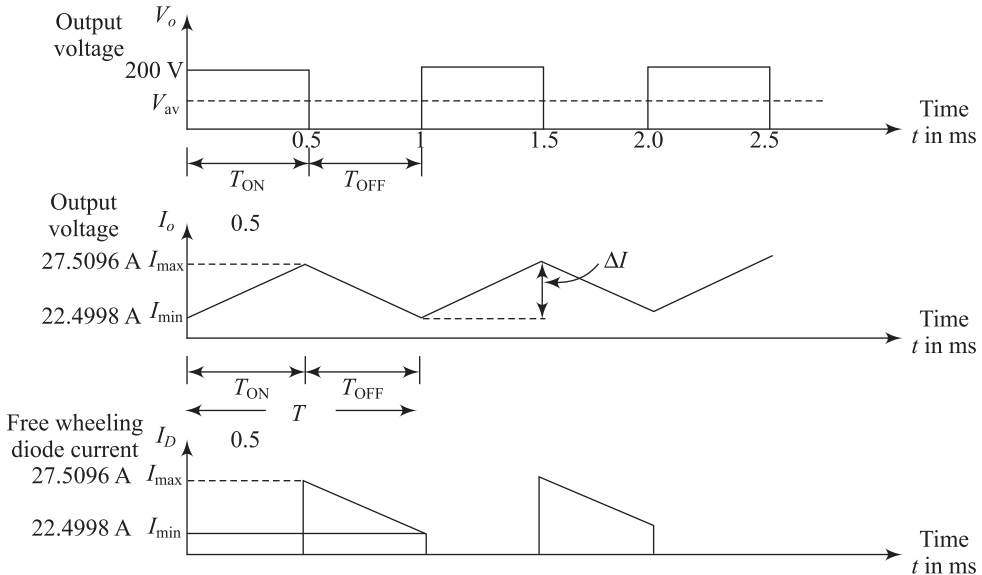 Output
voltage
V_o
200 V
V_av
0.5
1
1.5
2.0
2.5
Time
t in ms
T_ON
T_OFF
Output
voltage
I_o
0.5
27.5096 A I_max
ΔI
22.4998 A I_min
Time
t in ms
T_ON
T_OFF
T
Free wheeling
diode current
I_D
0.5
27.5096 A I_max
22.4998 A I_min
Time
t in ms